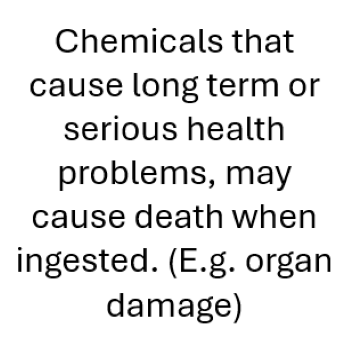 Chemicals that
cause long term or
serious health
problems, may
cause death when
ingested. (E.g. organ
damage)